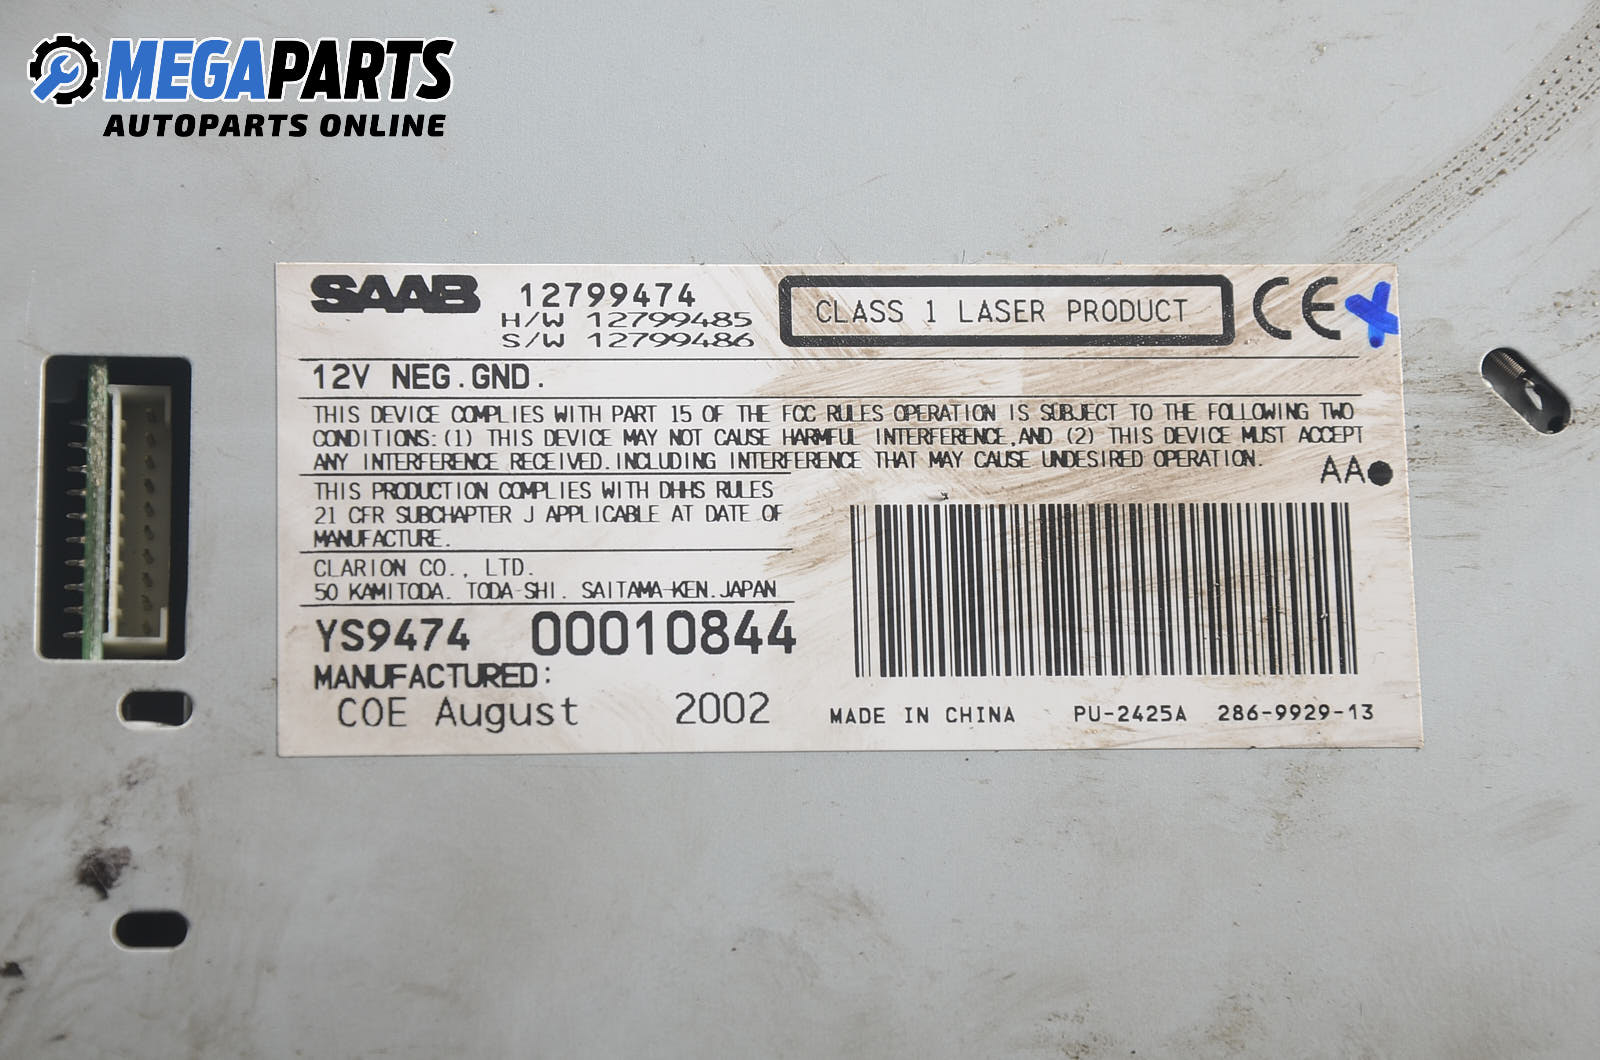 MEGAPARTS
AUTOPARTS ONLINE
SAAB 12799474
H/W 12799485
S/W 12799486
CLASS 1 LASER PRODUCT CE
12V NEG.GND.
THIS DEVICE COMPLIES WITH PART 15 OF THE FCC RULES OPERATION IS SUBJECT TO THE FOLLOWING TWO
CONDITIONS:(1) THIS DEVICE MAY NOT CAUSE HARMFUL INTERFERENCE,AND (2) THIS DEVICE MUST ACCEPT
ANY INTERFERENCE RECEIVED.INCLUDING INTERFERENCE THAT MAY CAUSE UNDESIRED OPERATION.
AA●
THIS PRODUCTION COMPLIES WITH DHHS RULES
21 CFR SUBCHAPTER J APPLICABLE AT DATE OF
MANUFACTURE.
CLARION CO., LTD.
50 KAMITODA. TODA-SHI. SAITAMA-KEN.JAPAN
YS9474 00010844
MANUFACTURED:
COE August 2002
MADE IN CHINA PU-2425A 286-9929-13